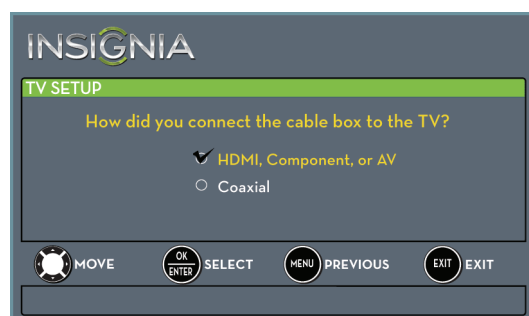 INSIGNIA
TV SETUP
How did you connect the cable box to the TV?
HDMI, Component, or AV
Coaxial
MOVE
OK
ENTER
SELECT
MENU
PREVIOUS
EXIT
EXIT